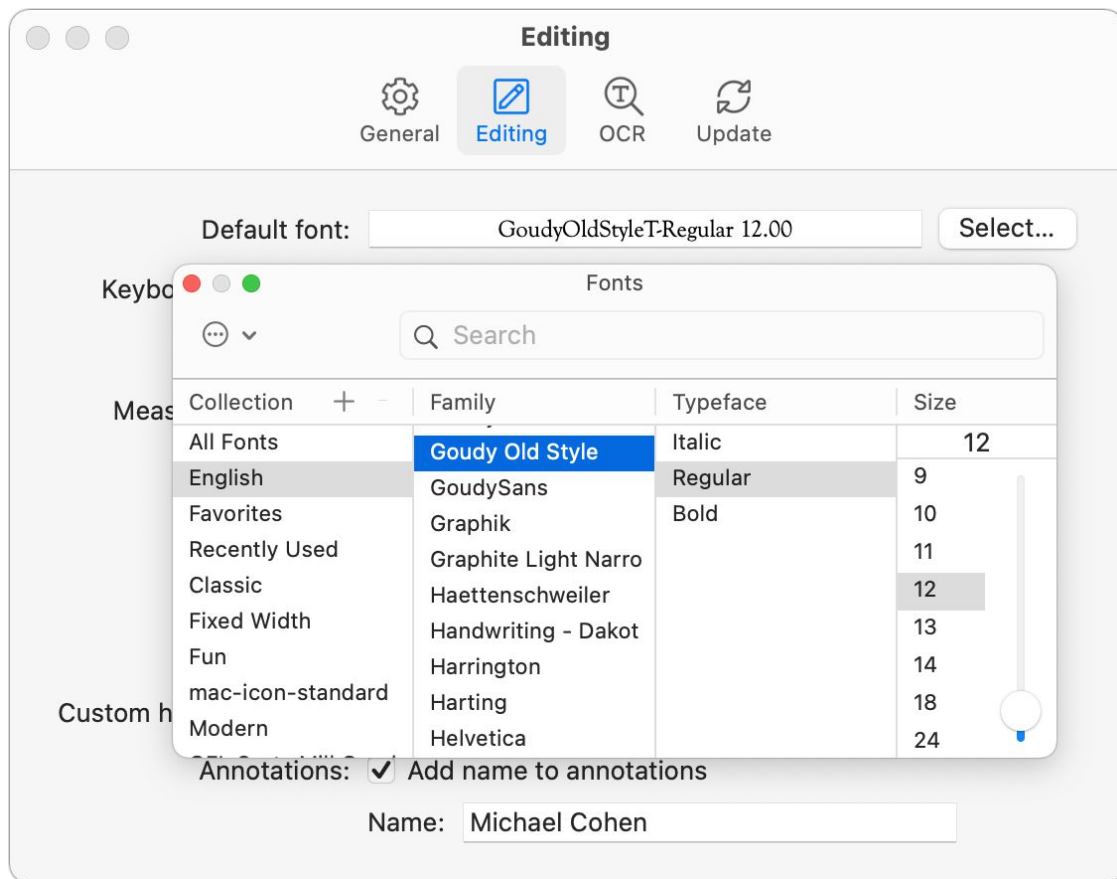 Editing
General Editing OCR Update
Default font: GoudyOldStyleT-Regular 12.00 Select...
Keybo
Fonts
Search
Meas
Collection + - Family Typeface Size
All Fonts
English
Favorites
Recently Used
Classic
Fixed Width
Fun
mac-icon-standard
Modern
Goudy Old Style
GoudySans
Graphik
Graphite Light Narro
Haettenschweiler
Handwriting - Dakot
Harrington
Harting
Helvetica
Italic
Regular
Bold
12
9
10
11
12
13
14
18
24
Custom h
Annotations: Add name to annotations
Name: Michael Cohen